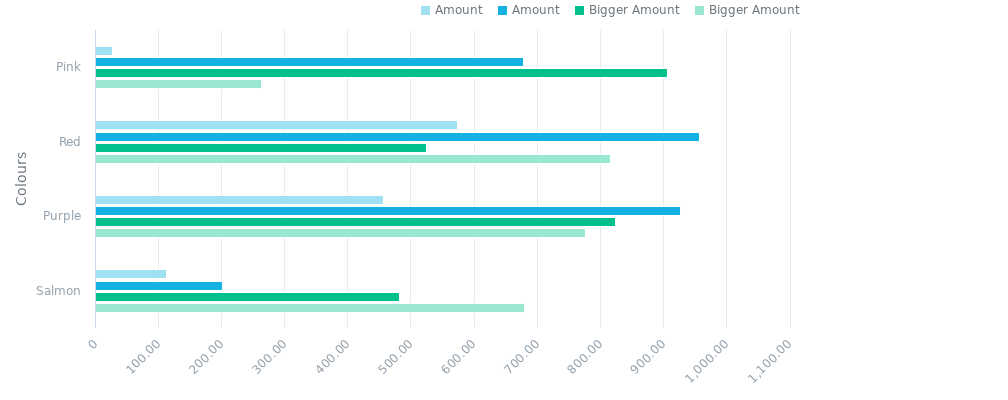 Amount Amount Bigger Amount Bigger Amount
Pink
Red
Colours
Purple
Salmon
0 100.00 200.00 300.00 400.00 500.00 600.00 700.00 800.00 900.00 1,000.00 1,100.00